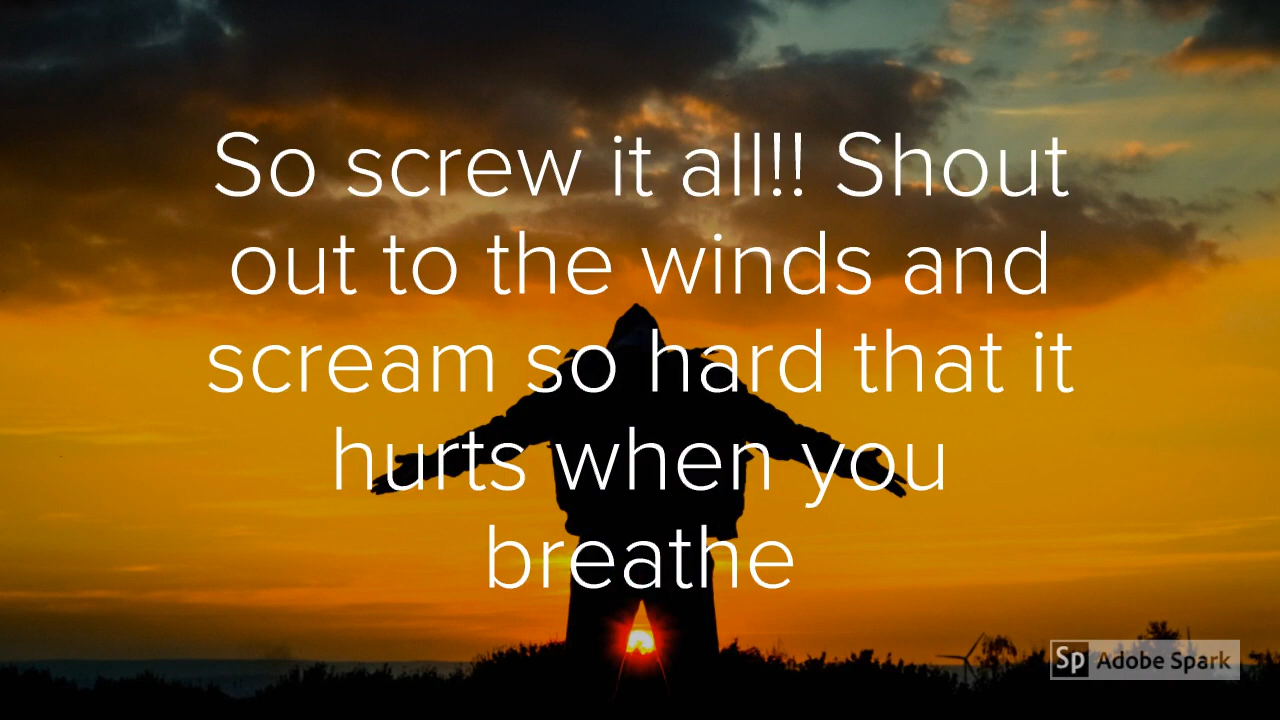 So screw it all!! Shout
out to the winds and
scream so hard that it
hurts when you
breathe
Sp Adobe Spark